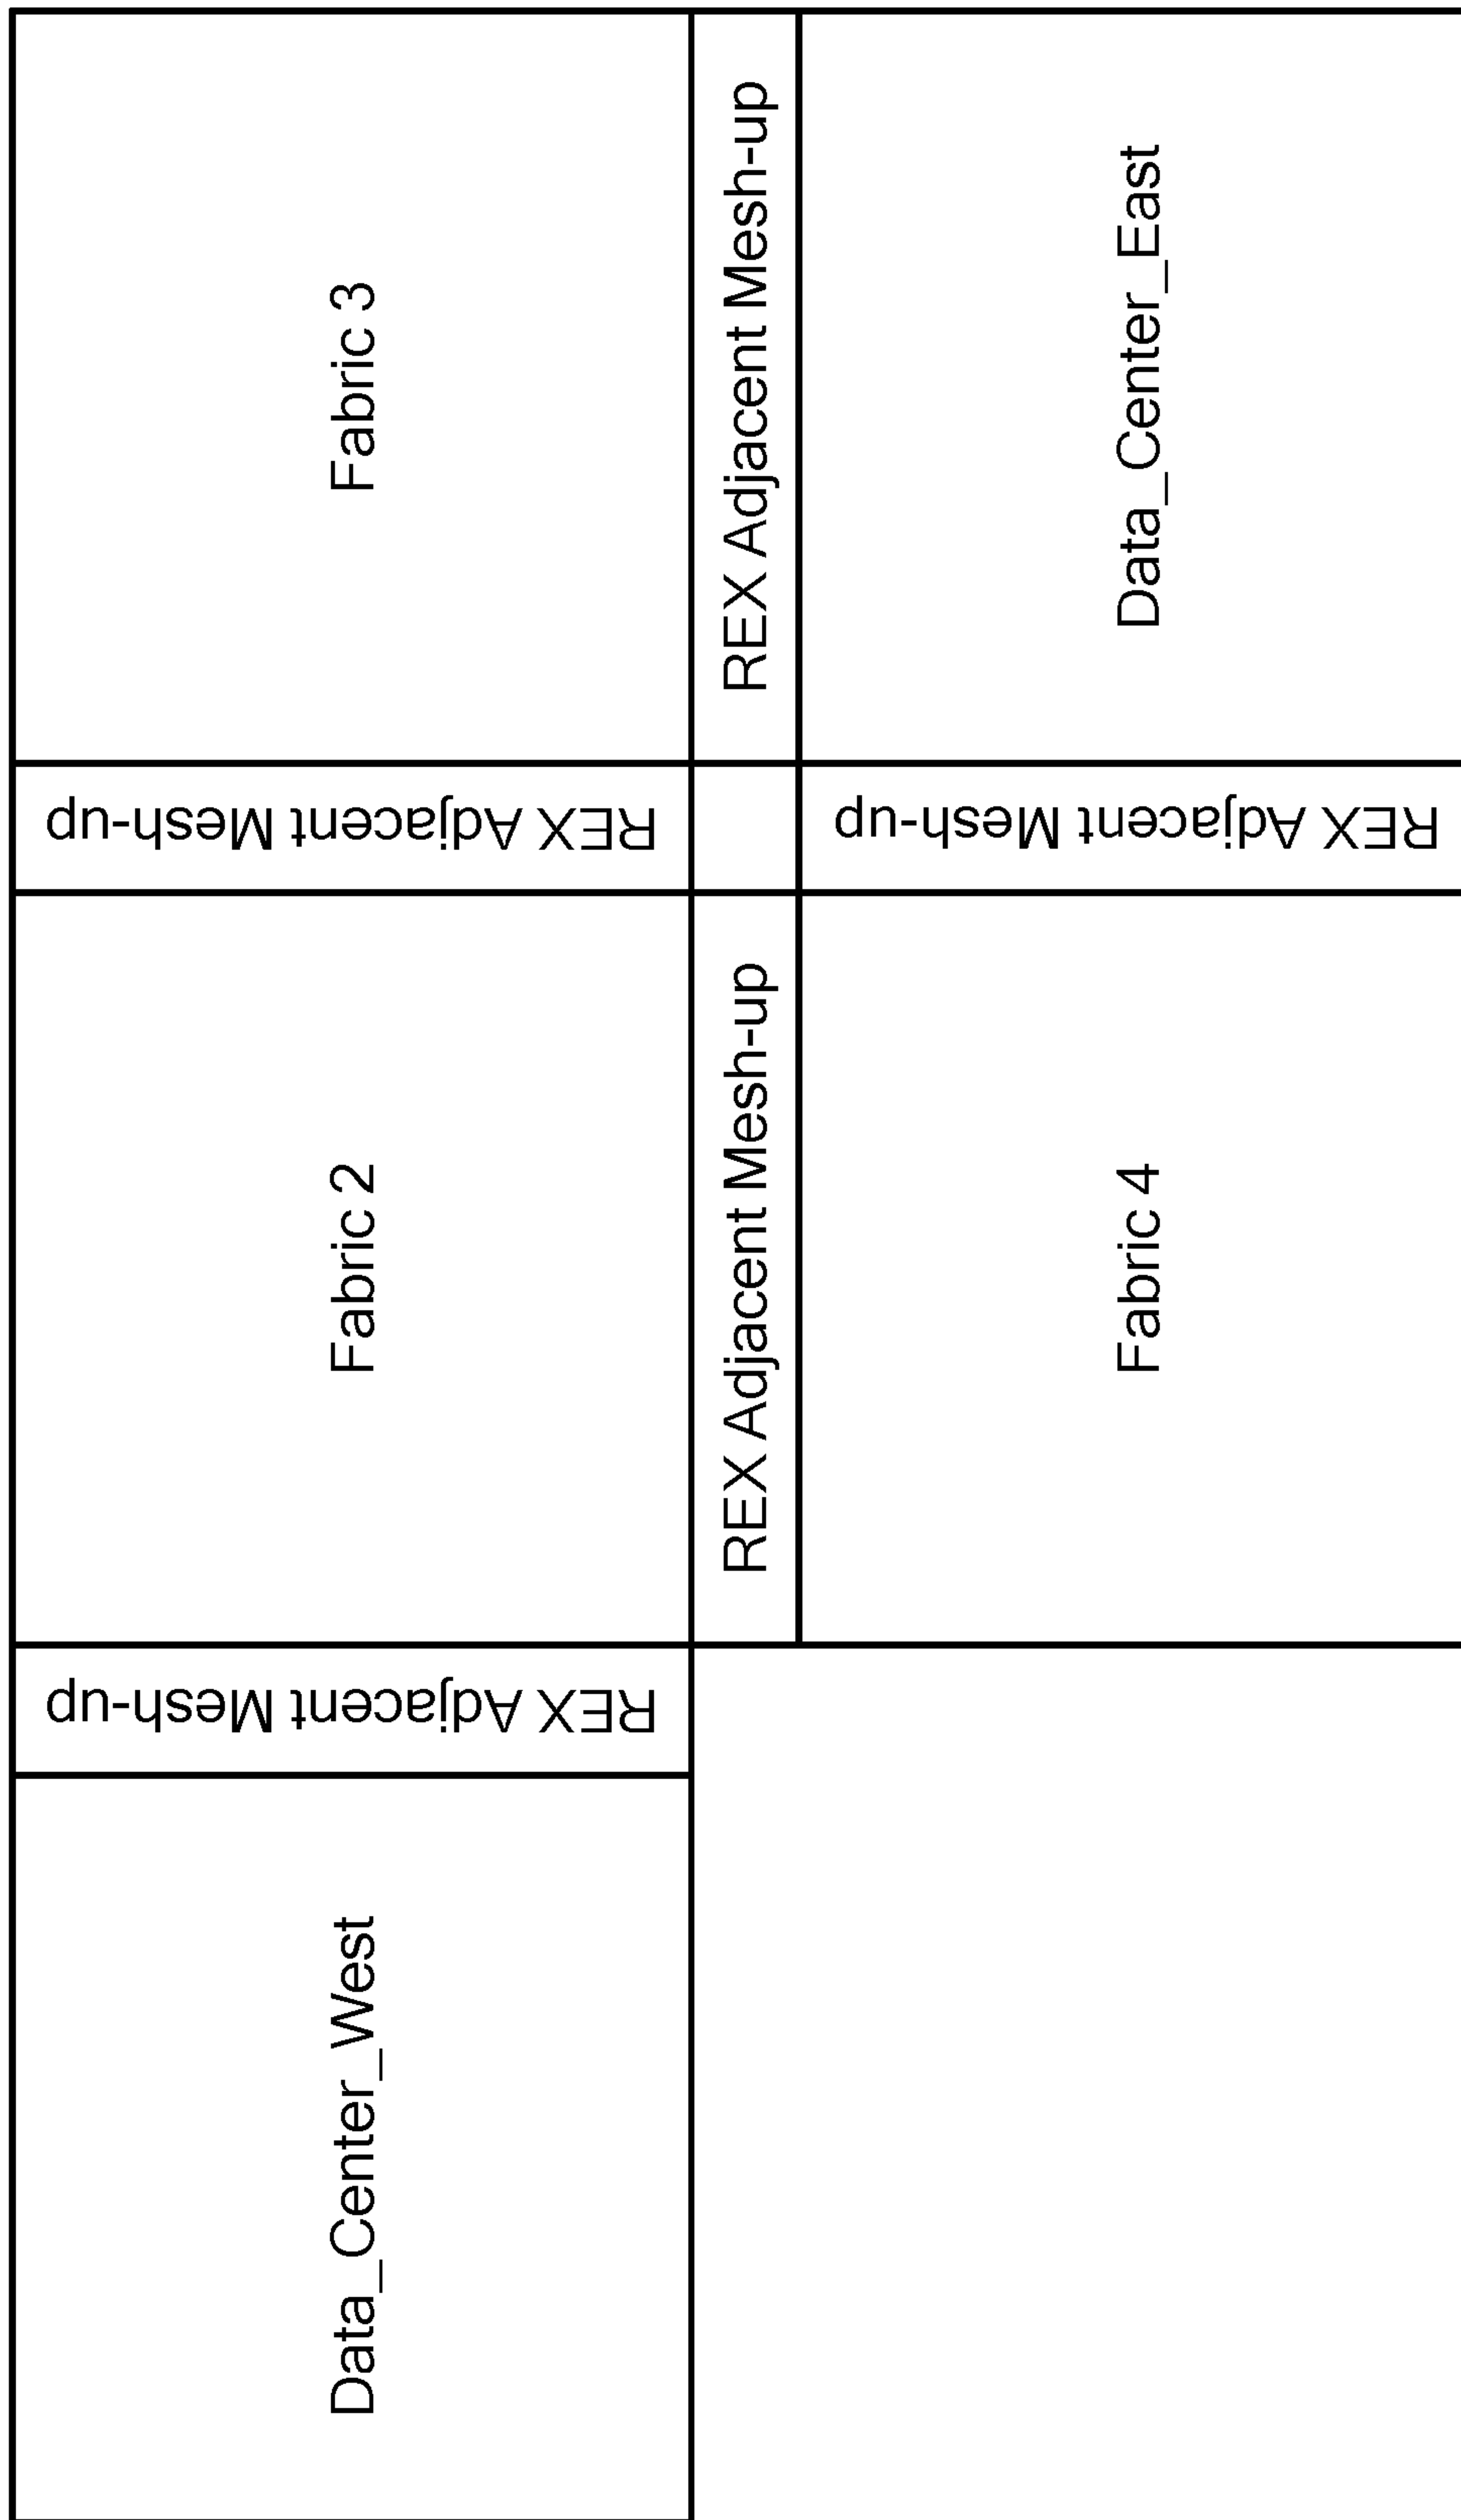 Data_Center_West
REX Adjacent Mesh-up
Fabric 2
REX Adjacent Mesh-up
Fabric 3
REX Adjacent Mesh-up
REX Adjacent Mesh-up
Fabric 4
REX Adjacent Mesh-up
Data_Center_East